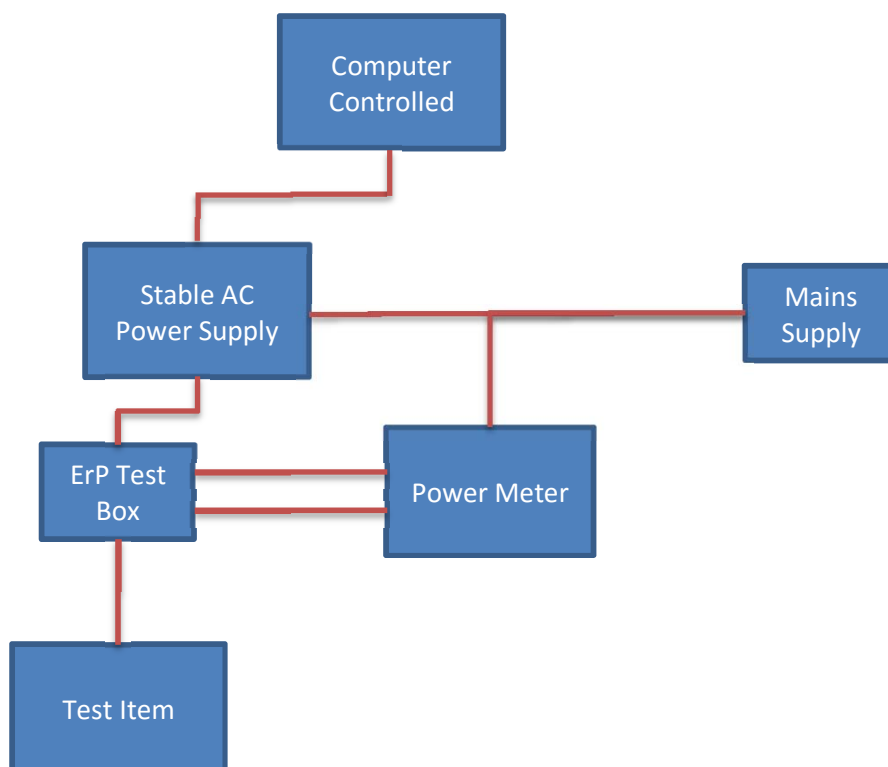 Computer
Controlled
Stable AC
Power Supply
Mains
Supply
ErP Test
Box
Power Meter
Test Item